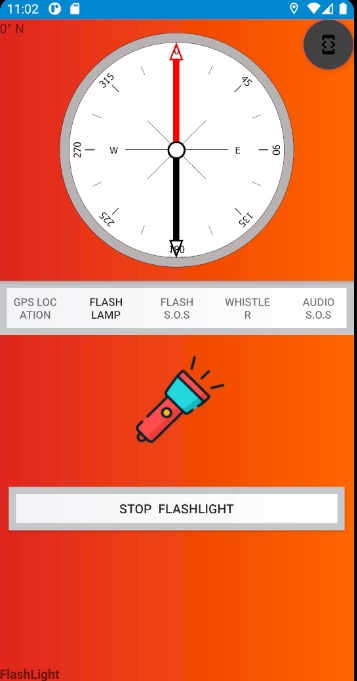 11:02
0° N
315
45
270
W
E
90
225
135
180
GPS LOC
ATION
FLASH
LAMP
FLASH
S.O.S
WHISTLE
R
AUDIO
S.O.S
STOP FLASHLIGHT
FlashLight